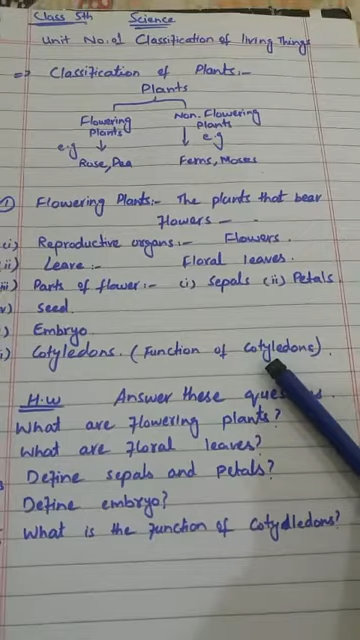 Class 5th Science
Unit No.01 Classification of living Things
=> Classification of Plants:-
Plants
Flowering Plants
Non-Flowering Plants
e.g
e.g
Rose, Pea
Ferns, Moses
① Flowering Plants:- The plants that bear
flowers -
(i) Reproductive organs:- Flowers.
(ii) Leave:- Floral leaves.
iii) Parts of flower:- (i) Sepals (ii) Petals.
v) Seed.
) Embryo
i) Cotyledons. (Function of Cotyledons).
H.w Answer these
What are flowering plants?
What are floral leaves?
Define sepals and petals?
Define embryo?
What is the function of Cotydledons?